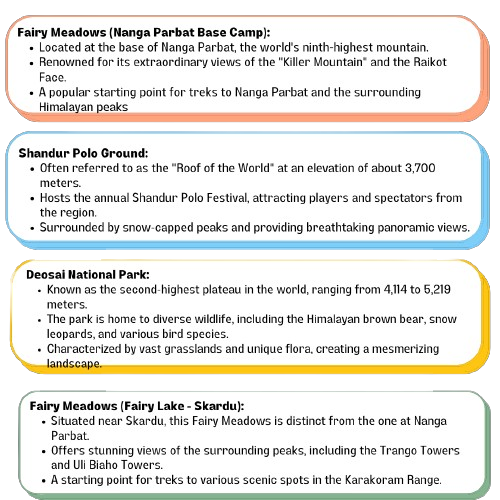 Fairy Meadows (Nanga Parbat Base Camp):
• Located at the base of Nanga Parbat, the world's ninth-highest mountain.
• Renowned for its extraordinary views of the "Killer Mountain" and the Raikot
Face.
• A popular starting point for treks to Nanga Parbat and the surrounding
Himalayan peaks
Shandur Polo Ground:
• Often referred to as the "Roof of the World" at an elevation of about 3,700
meters.
• Hosts the annual Shandur Polo Festival, attracting players and spectators from
the region.
• Surrounded by snow-capped peaks and providing breathtaking panoramic views.
Deosai National Park:
• Known as the second-highest plateau in the world, ranging from 4,114 to 5,219
meters.
• The park is home to diverse wildlife, including the Himalayan brown bear, snow
leopards, and various bird species.
• Characterized by vast grasslands and unique flora, creating a mesmerizing
landscape.
Fairy Meadows (Fairy Lake - Skardu):
• Situated near Skardu, this Fairy Meadows is distinct from the one at Nanga
Parbat.
• Offers stunning views of the surrounding peaks, including the Trango Towers
and Uli Biaho Towers.
• A starting point for treks to various scenic spots in the Karakoram Range.